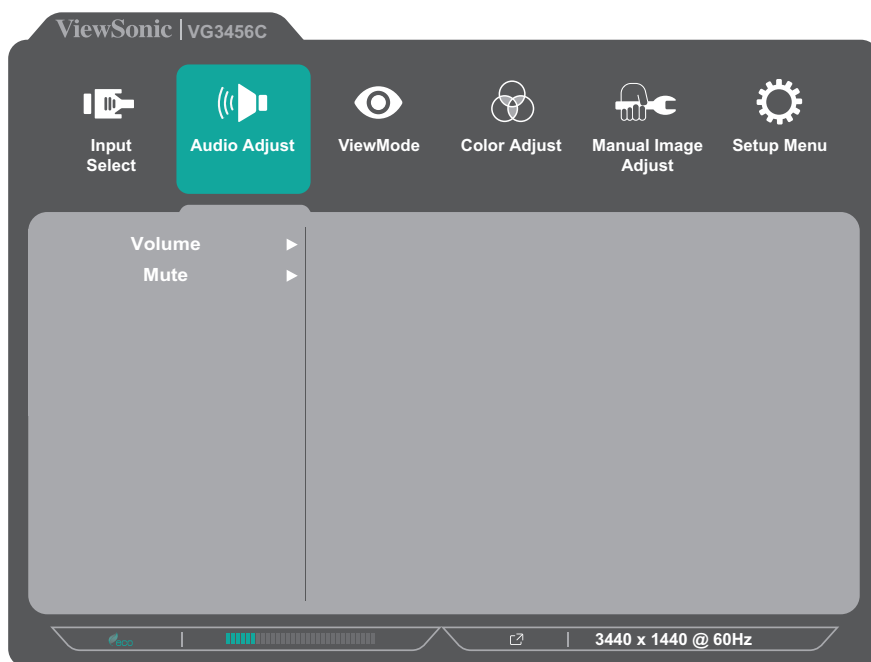 ViewSonic | VG3456C
Input
Select
Audio Adjust
ViewMode
Color Adjust
Manual Image
Adjust
Setup Menu
Volume
Mute
eco
3440 x 1440 @ 60Hz